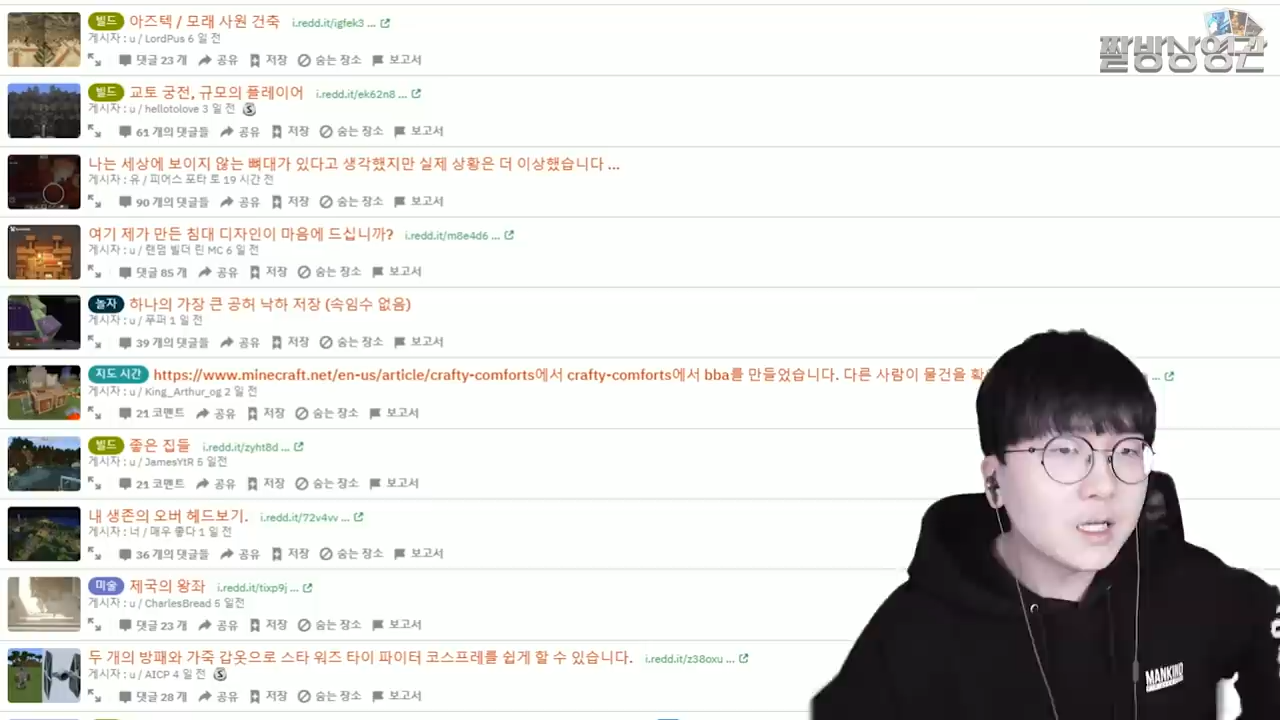 짤방상영관
빌드 아즈텍 / 모래 사원 건축 i.redd.it/igfek3 ...
게시자 : u / LordPus 6 일 전
댓글 23 개 공유 저장 숨는 장소 보고서
빌드 교토 궁전, 규모의 플레이어 i.redd.it/ek62n8 ...
게시자 : u / hellotolove 3 일 전
61 개의 댓글들 공유 저장 숨는 장소 보고서
나는 세상에 보이지 않는 뼈대가 있다고 생각했지만 실제 상황은 더 이상했습니다 ...
게시자 : 유 / 피어스 포타 토 19 시간 전
90 개의 댓글들 공유 저장 숨는 장소 보고서
여기 제가 만든 침대 디자인이 마음에 드십니까? i.redd.it/m8e4d6 ...
게시자 : u / 랜덤 빌더 린 MC 6 일 전
댓글 85 개 공유 저장 숨는 장소 보고서
놀자 하나의 가장 큰 공허 낙하 저장 (속임수 없음)
게시자 : u / 푸퍼 1 일 전
39 개의 댓글들 공유 저장 숨는 장소 보고서
지도 시간 https://www.minecraft.net/en-us/article/crafty-comforts에서 crafty-comforts에서 bba를 만들었습니다. 다른 사람이 물건을 ...
게시자 : u / King_Arthur_og 2 일 전
21 코멘트 공유 저장 숨는 장소 보고서
빌드 좋은 집들 i.redd.it/zyht8d ...
게시자 : u / JamesYtR 5 일전
21 코멘트 공유 저장 숨는 장소 보고서
내 생존의 오버 헤드보기. i.redd.it/72v4vv ...
게시자 : 너 / 매우 좋다 1 일 전
36 개의 댓글들 공유 저장 숨는 장소 보고서
미술 제국의 왕좌 i.redd.it/tixp9j ...
게시자 : u / CharlesBread 5 일전
댓글 23 개 공유 저장 숨는 장소 보고서
두 개의 방패와 가죽 갑옷으로 스타 워즈 타이 파이터 코스프레를 쉽게 할 수 있습니다. i.redd.it/z38oxu ...
게시자 : u / AICP 4 일 전
댓글 28 개 공유 저장 숨는 장소 보고서
MANKIND